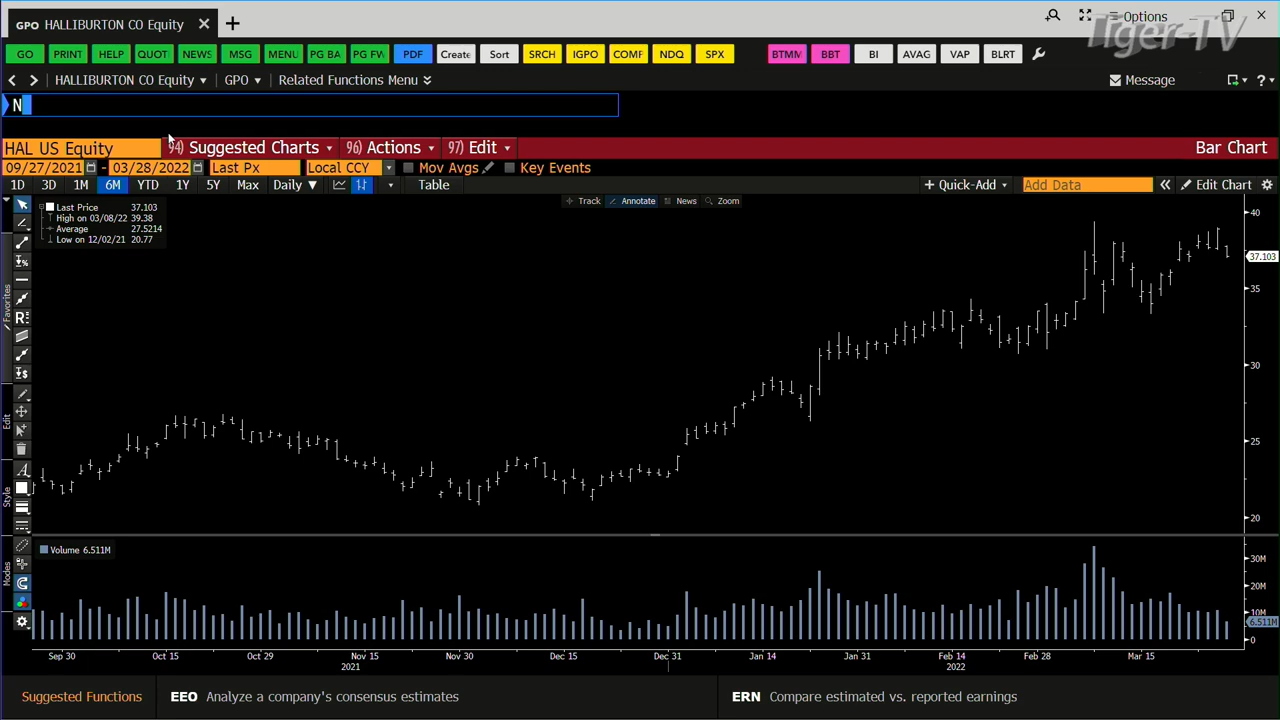 GPO HALLIBURTON CO Equity
Options
Tiger-TV
GO PRINT HELP QUOT NEWS MSG MENU PG BA PG FW PDF Create Sort SRCH IGPO COMF NDQ SPX BTMM BBT BI AVAG VAP BLRT
HALLIBURTON CO Equity GPO Related Functions Menu Message ?
N
HAL US Equity 94) Suggested Charts 96) Actions 97) Edit Bar Chart
09/27/2021 - 03/28/2022 Last Px Local CCY Mov Avgs Key Events
1D 3D 1M 6M YTD 1Y 5Y Max Daily Table + Quick-Add Add Data Edit Chart
Track Annotate News Zoom
Last Price 37.103
High on 03/08/22 39.38
Average 27.5214
Low on 12/02/21 20.77
Favorites
Edit
Style
Modes
40
37.103
35
30
25
20
Volume 6.511M
30M
20M
10M
6.511M
0
Sep 30 Oct 15 Oct 29 Nov 15 Nov 30 Dec 15 Dec 31 Jan 14 Jan 31 Feb 14 Feb 28 Mar 15
2021 2022
Suggested Functions EEO Analyze a company's consensus estimates ERN Compare estimated vs. reported earnings